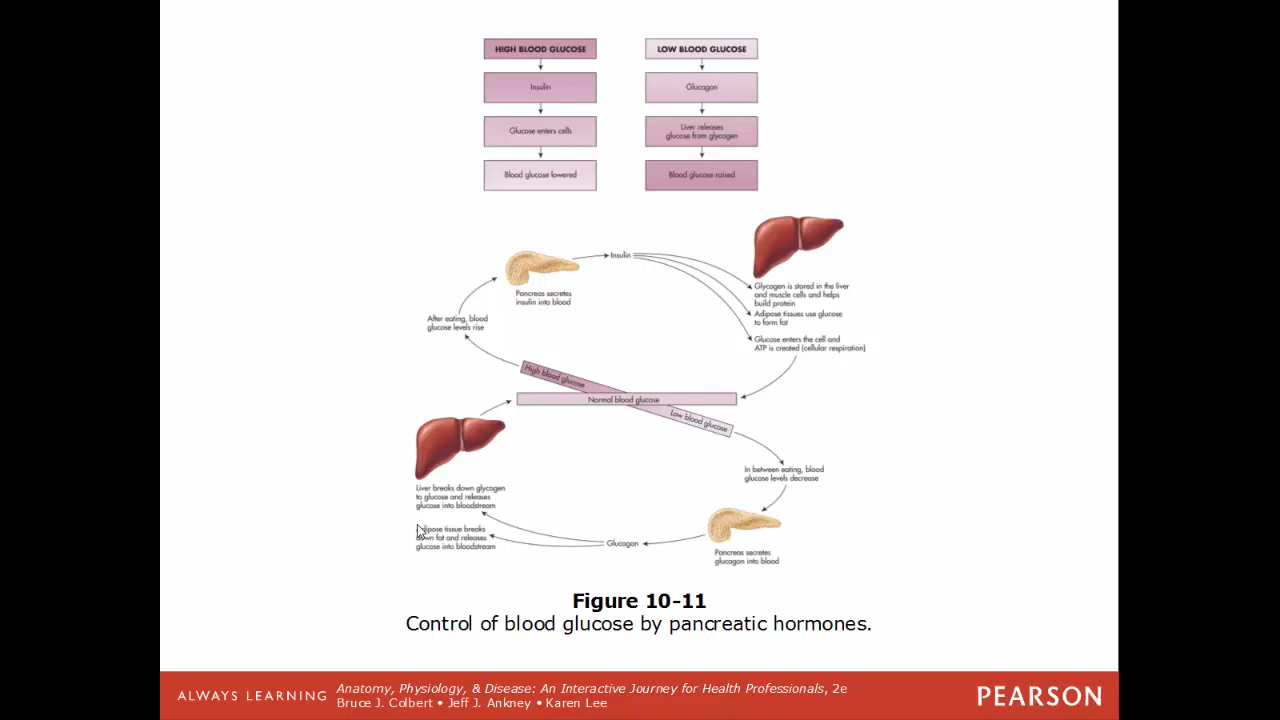 HIGH BLOOD GLUCOSE
Insulin
Glucose enters cells
Blood glucose lowered
LOW BLOOD GLUCOSE
Glucagon
Liver releases
glucose from glycogen
Blood glucose raised
Insulin
Pancreas secretes
insulin into blood
Glycogen is stored in the liver
and muscle cells and helps
build protein
Adipose tissues use glucose
to form fat
Glucose enters the cell and
ATP is created (cellular respiration)
After eating, blood
glucose levels rise
High blood glucose
Normal blood glucose
Low blood glucose
In between eating, blood
glucose levels decrease
Liver breaks down glycogen
to glucose and releases
glucose into bloodstream
dipose tissue breaks
down fat and releases
glucose into bloodstream
Glucagon
Pancreas secretes
glucagon into blood
Figure 10-11
Control of blood glucose by pancreatic hormones.
ALWAYS LEARNING
Anatomy, Physiology, & Disease: An Interactive Journey for Health Professionals, 2e
Bruce J. Colbert • Jeff J. Ankney • Karen Lee
PEARSON